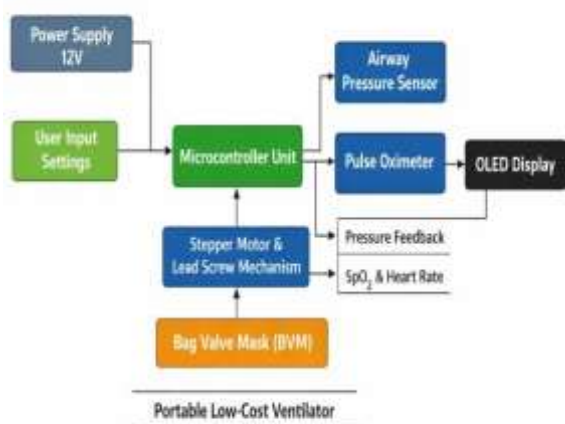 Power Supply
12V
Airway
Pressure Sensor
User Input
Settings
Microcontroller Unit
Pulse Oximeter
OLED Display
Stepper Motor &
Lead Screw Mechanism
Pressure Feedback
SpO₂ & Heart Rate
Bag Valve Mask (BVM)
Portable Low-Cost Ventilator